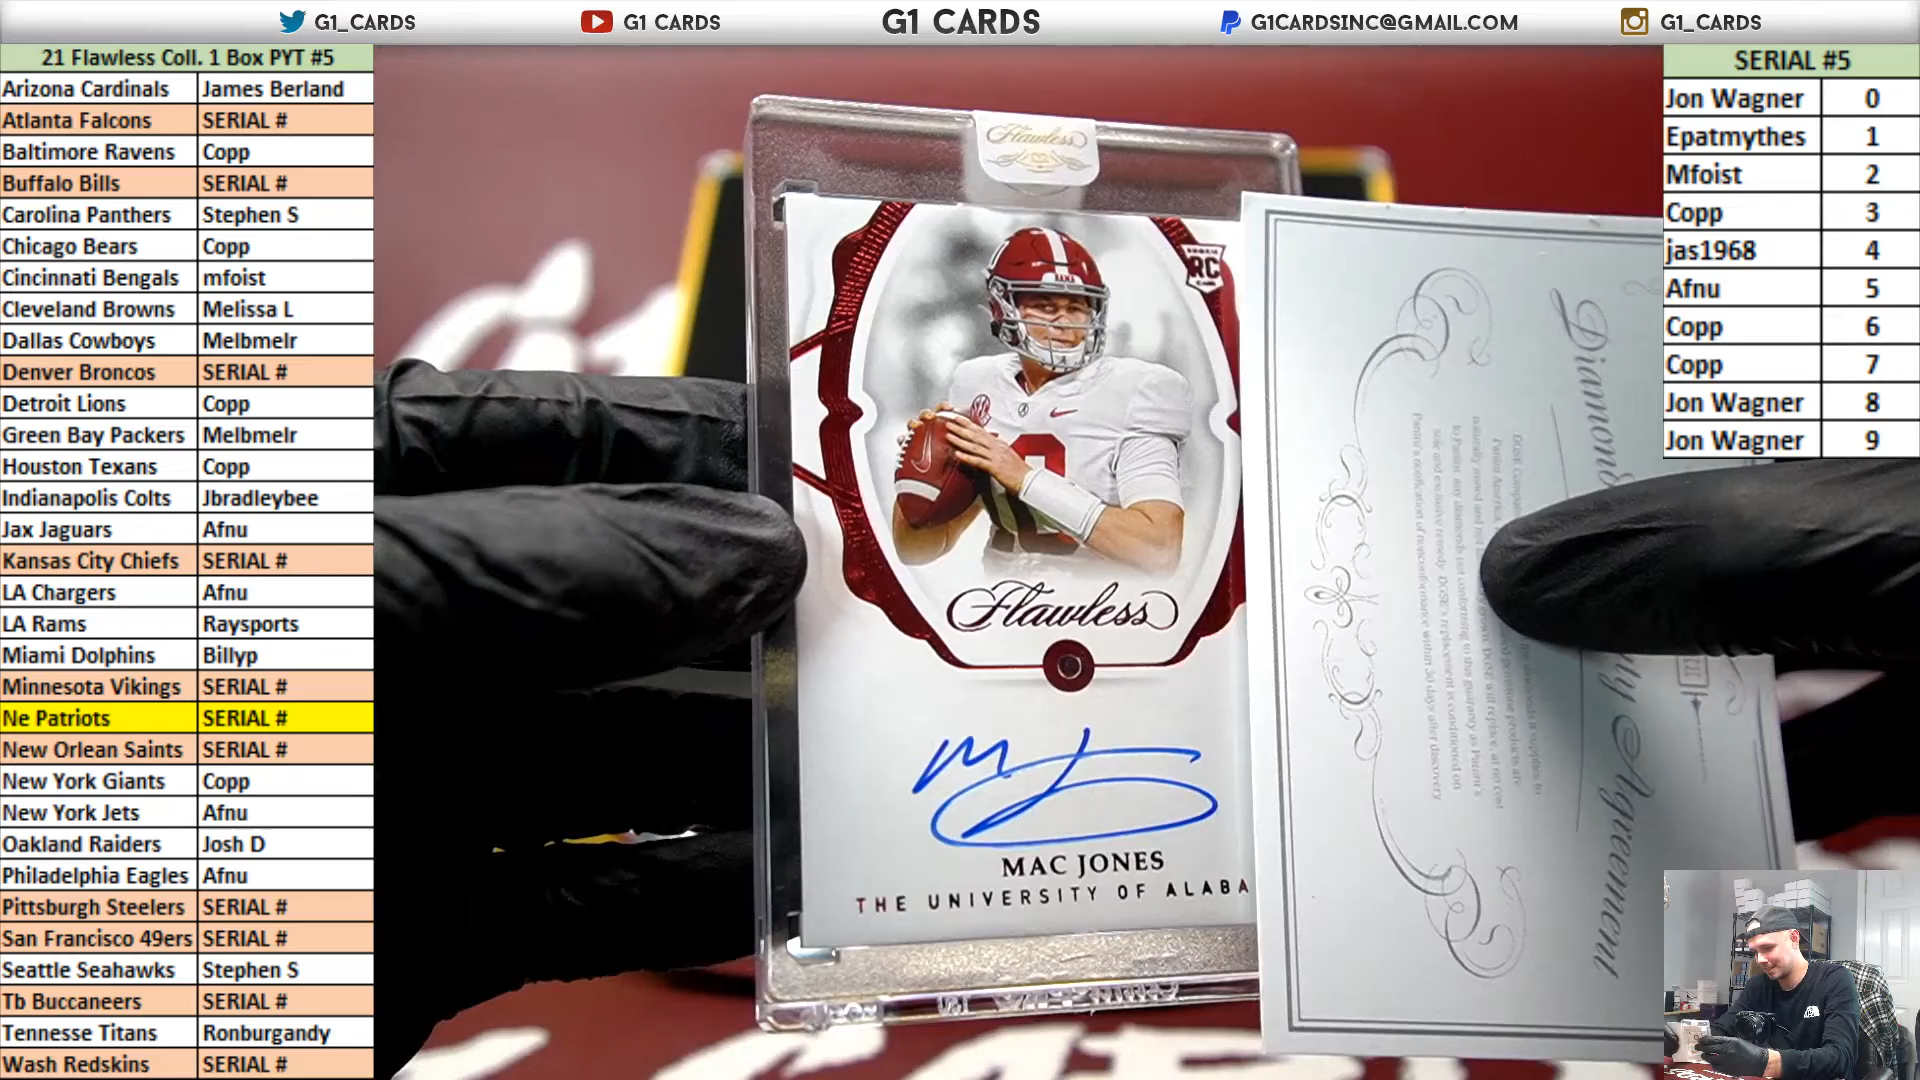 G1_CARDS
G1 CARDS
G1 CARDS
G1CARDSINC@GMAIL.COM
G1_CARDS
21 Flawless Coll. 1 Box PYT #5
Arizona Cardinals James Berland
Atlanta Falcons SERIAL #
Baltimore Ravens Copp
Buffalo Bills SERIAL #
Carolina Panthers Stephen S
Chicago Bears Copp
Cincinnati Bengals mfoist
Cleveland Browns Melissa L
Dallas Cowboys Melbmelr
Denver Broncos SERIAL #
Detroit Lions Copp
Green Bay Packers Melbmelr
Houston Texans Copp
Indianapolis Colts Jbradleybee
Jax Jaguars Afnu
Kansas City Chiefs SERIAL #
LA Chargers Afnu
LA Rams Raysports
Miami Dolphins Billyp
Minnesota Vikings SERIAL #
Ne Patriots SERIAL #
New Orlean Saints SERIAL #
New York Giants Copp
New York Jets Afnu
Oakland Raiders Josh D
Philadelphia Eagles Afnu
Pittsburgh Steelers SERIAL #
San Francisco 49ers SERIAL #
Seattle Seahawks Stephen S
Tb Buccaneers SERIAL #
Tennesse Titans Ronburgandy
Wash Redskins SERIAL #
Flawless
RC
BAMA
Flawless
MAC JONES
THE UNIVERSITY OF ALABA
Agreement
SERIAL #5
Jon Wagner 0
Epatmythes 1
Mfoist 2
Copp 3
jas1968 4
Afnu 5
Copp 6
Copp 7
Jon Wagner 8
Jon Wagner 9